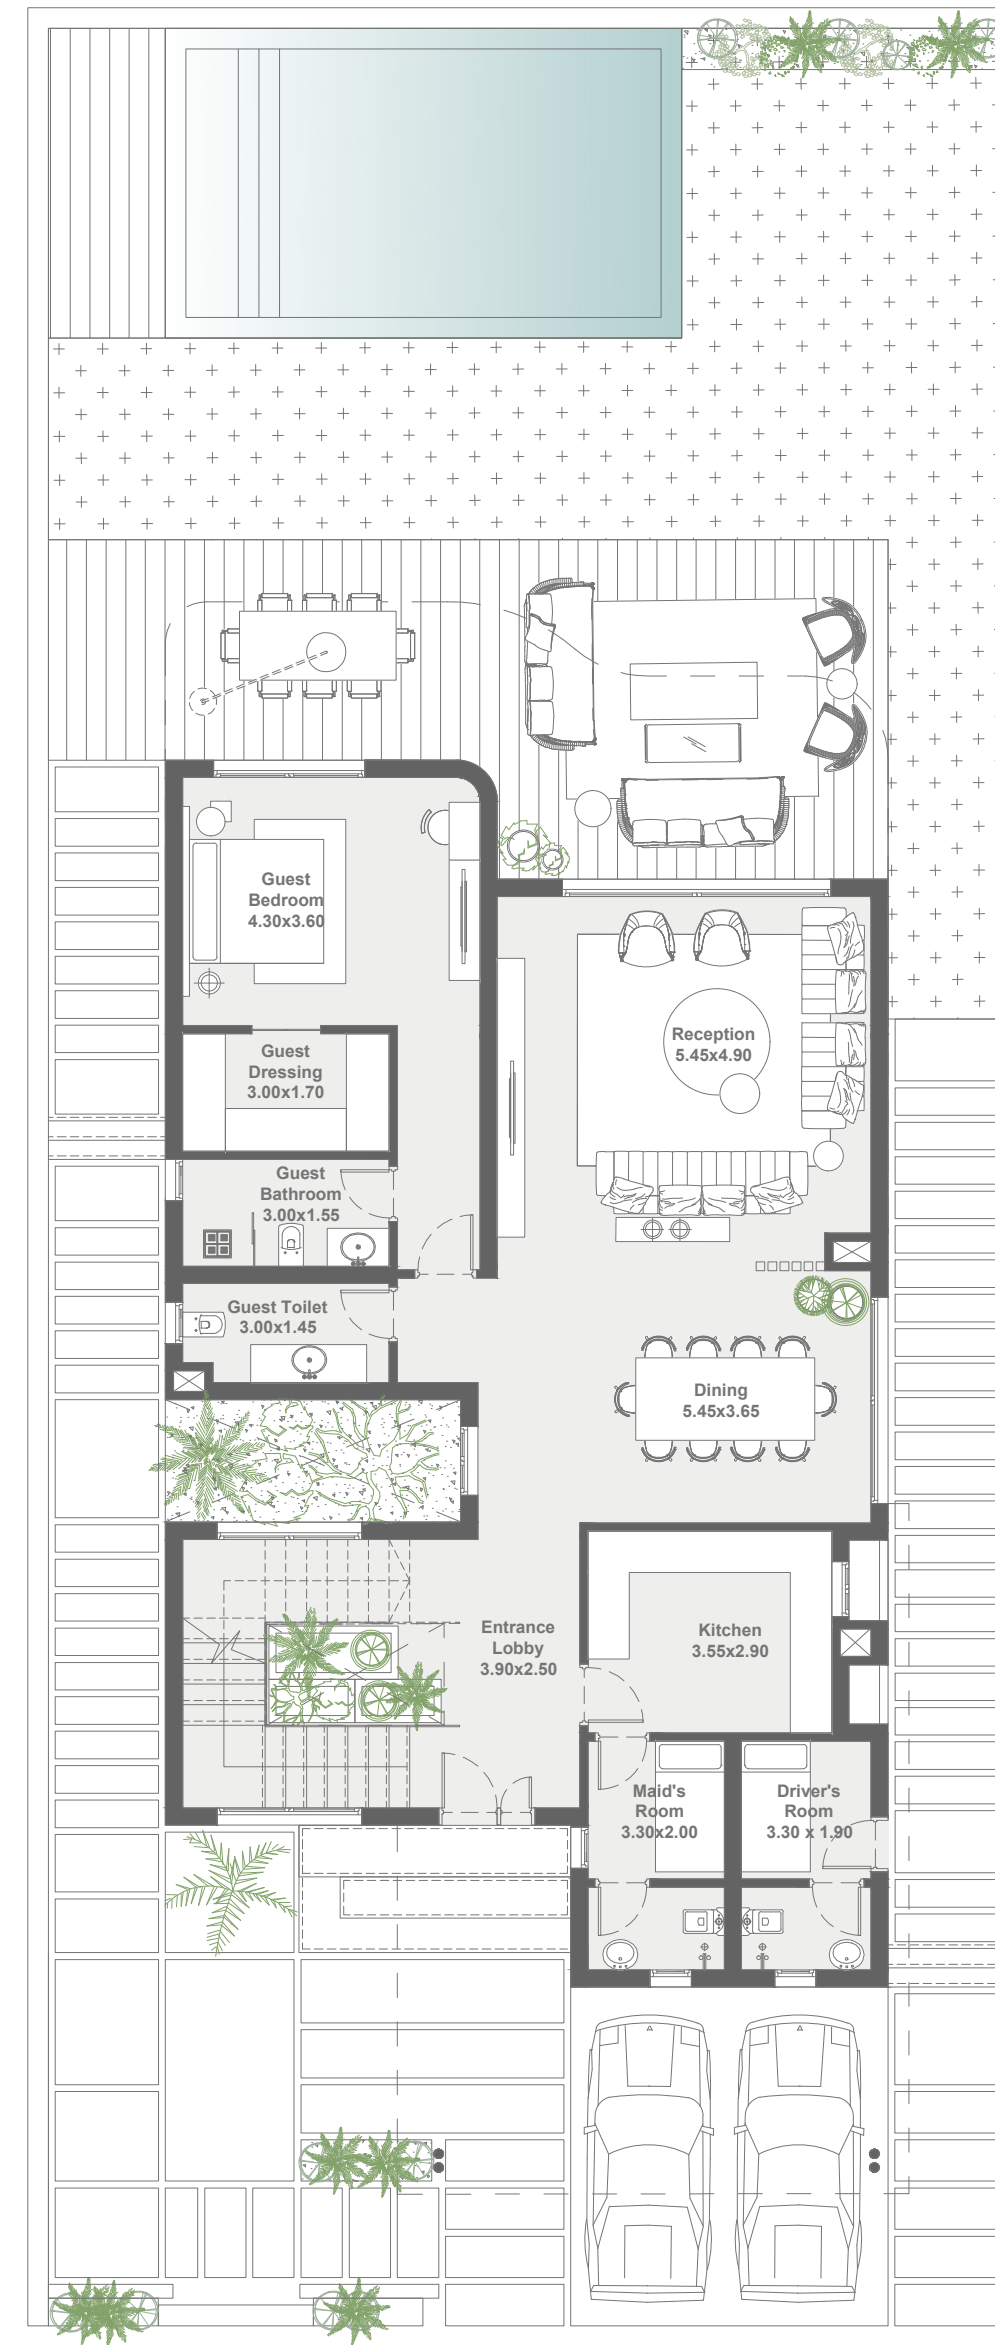 Guest
Bedroom
4.30x3.60
Guest
Dressing
3.00x1.70
Reception
5.45x4.90
Guest
Bathroom
3.00x1.55
Guest Toilet
3.00x1.45
Dining
5.45x3.65
Entrance
Lobby
3.90x2.50
Kitchen
3.55x2.90
Maid's
Room
3.30x2.00
Driver's
Room
3.30 x 1.90